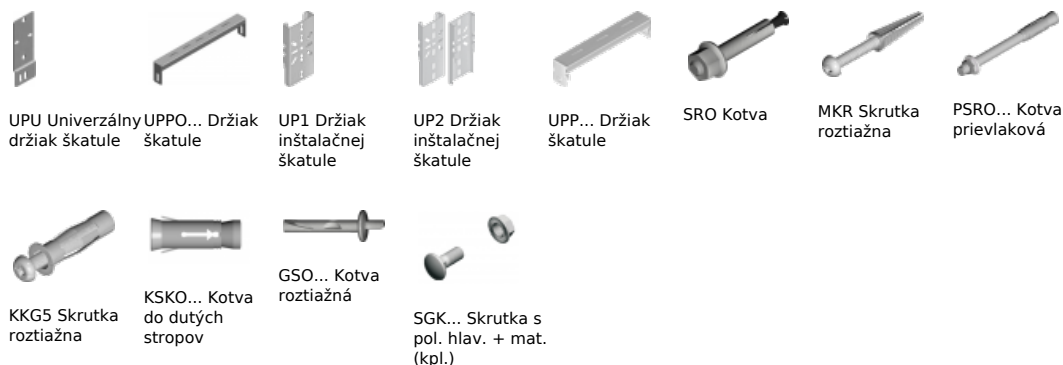 UPU Univerzálny
držiak škatule
UPPO... Držiak
škatule
UP1 Držiak
inštalačnej
škatule
UP2 Držiak
inštalačnej
škatule
UPP... Držiak
škatule
SRO Kotva
MKR Skrutka
roztiažna
PSRO... Kotva
prievlaková
KKG5 Skrutka
roztiažna
KSKO... Kotva
do dutých
stropov
GSO... Kotva
roztiažná
SGK... Skrutka s
pol. hlav. + mat.
(kpl.)